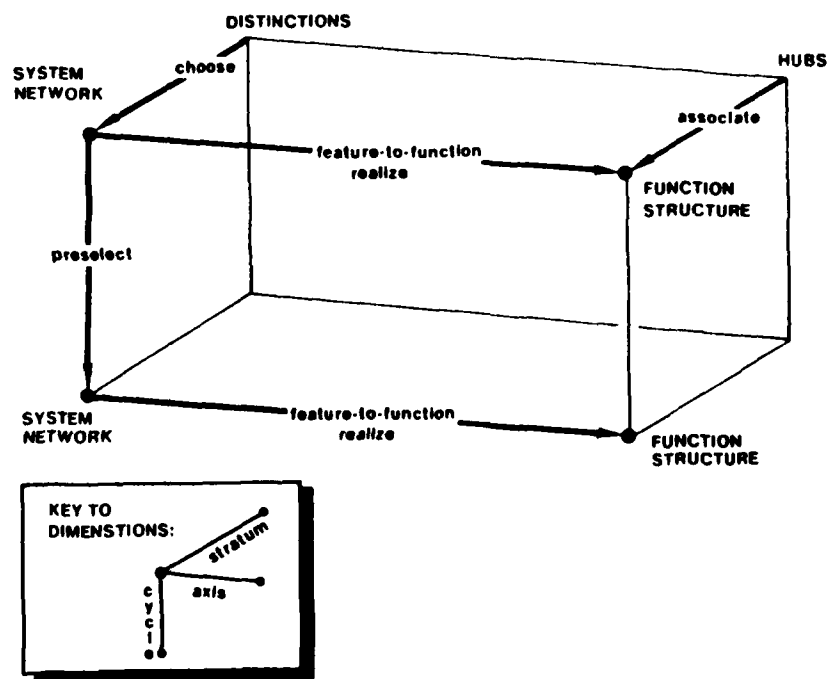 DISTINCTIONS
HUBS
choose
SYSTEM
NETWORK
associate
feature-to-function
realize
FUNCTION
STRUCTURE
preselect
SYSTEM
NETWORK
feature-to-function
realize
FUNCTION
STRUCTURE
KEY TO
DIMENSTIONS:
stratum
axis
cycle